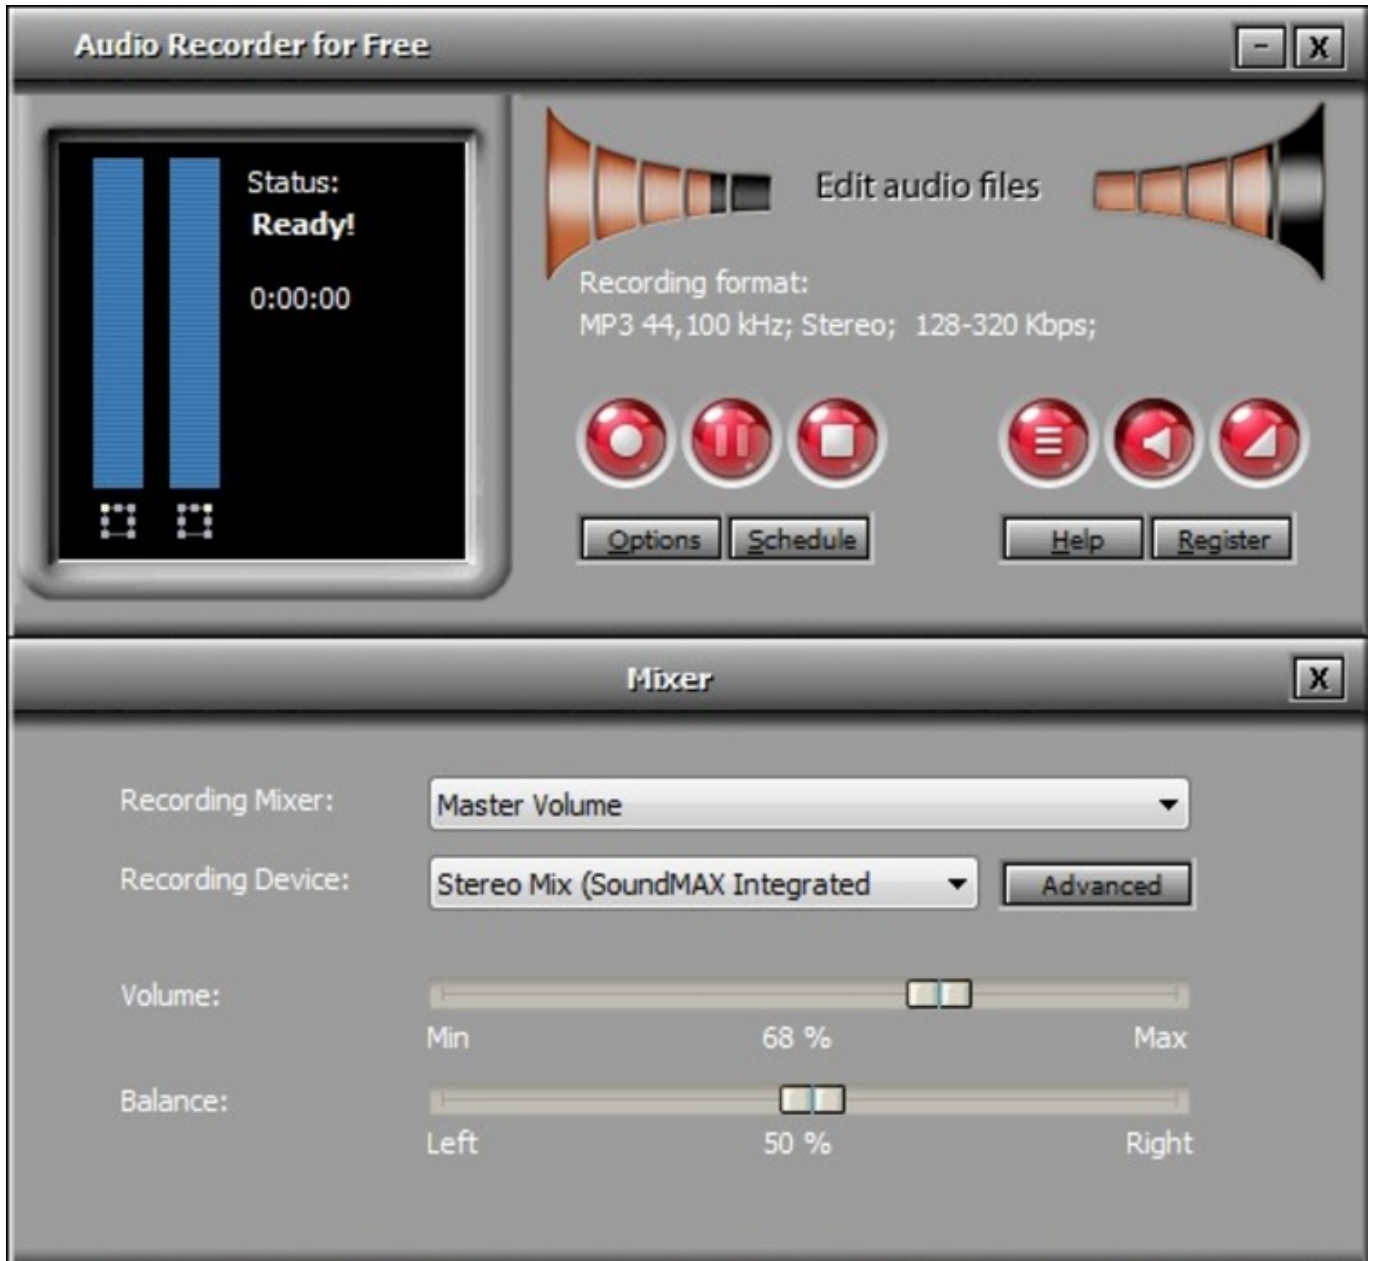 Audio Recorder for Free
- X
Status:
Ready!
0:00:00
Edit audio files
Recording format:
MP3 44,100 kHz; Stereo; 128-320 Kbps;
Options Schedule Help Register
Mixer X
Recording Mixer: Master Volume
Recording Device: Stereo Mix (SoundMAX Integrated Advanced
Volume:
Min 68 % Max
Balance:
Left 50 % Right